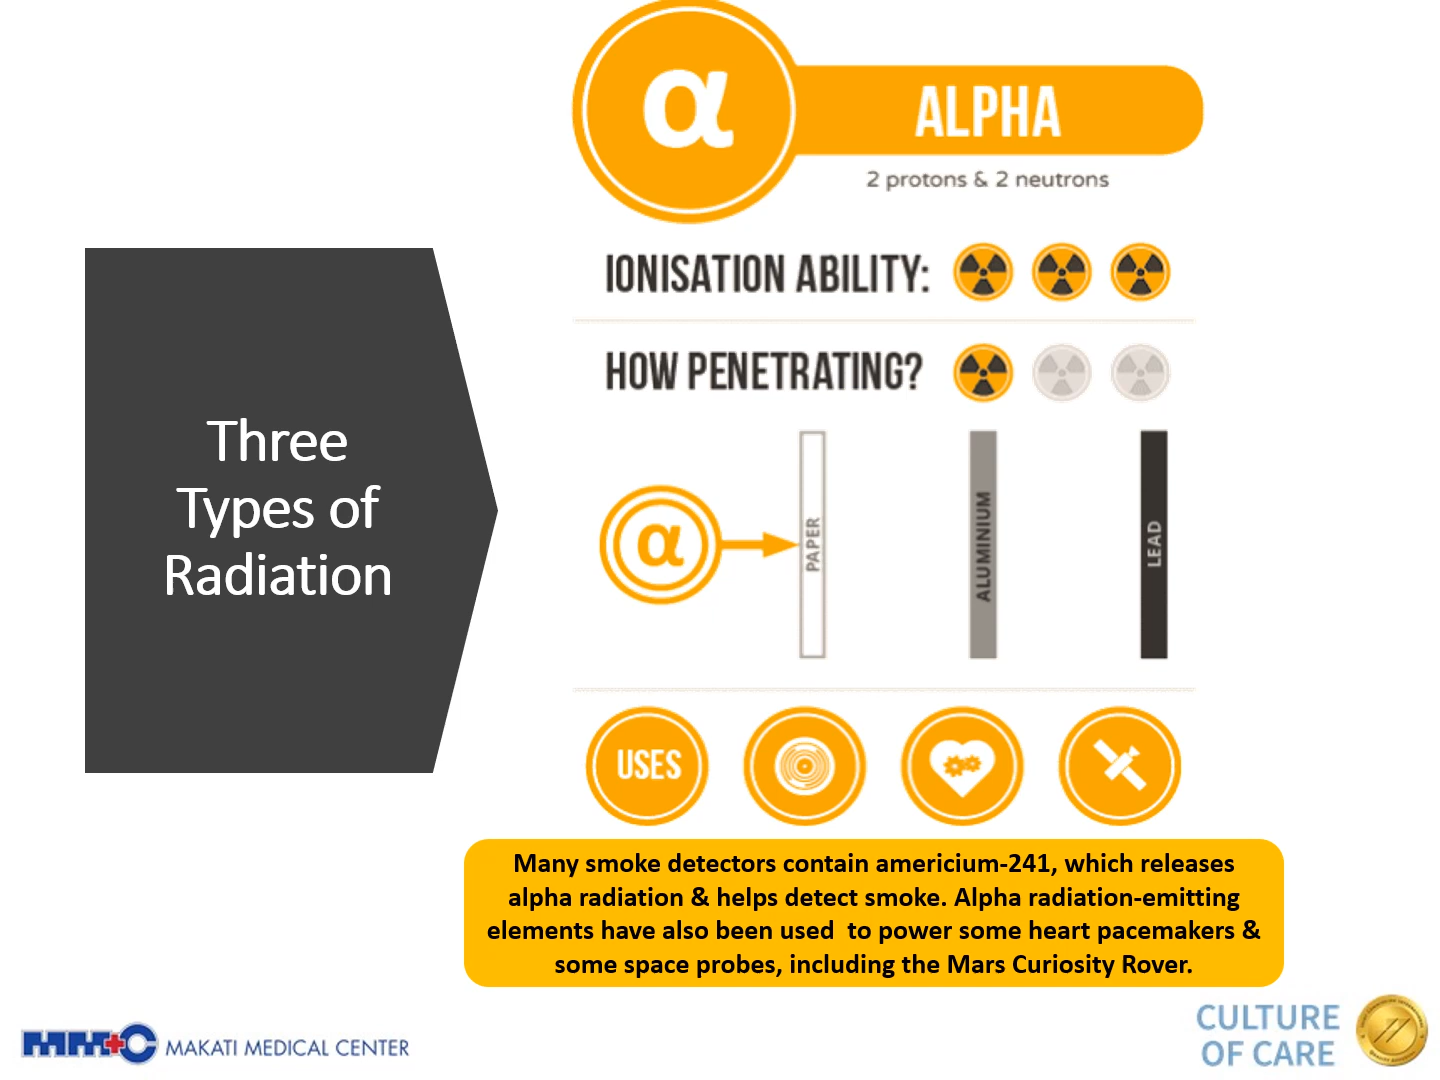 α
ALPHA
2 protons & 2 neutrons
IONISATION ABILITY:
HOW PENETRATING?
Three
Types of
Radiation
α
PAPER
ALUMINIUM
LEAD
USES
Many smoke detectors contain americium-241, which releases
alpha radiation & helps detect smoke. Alpha radiation-emitting
elements have also been used  to power some heart pacemakers &
some space probes, including the Mars Curiosity Rover.
MMC MAKATI MEDICAL CENTER
CULTURE
OF CARE